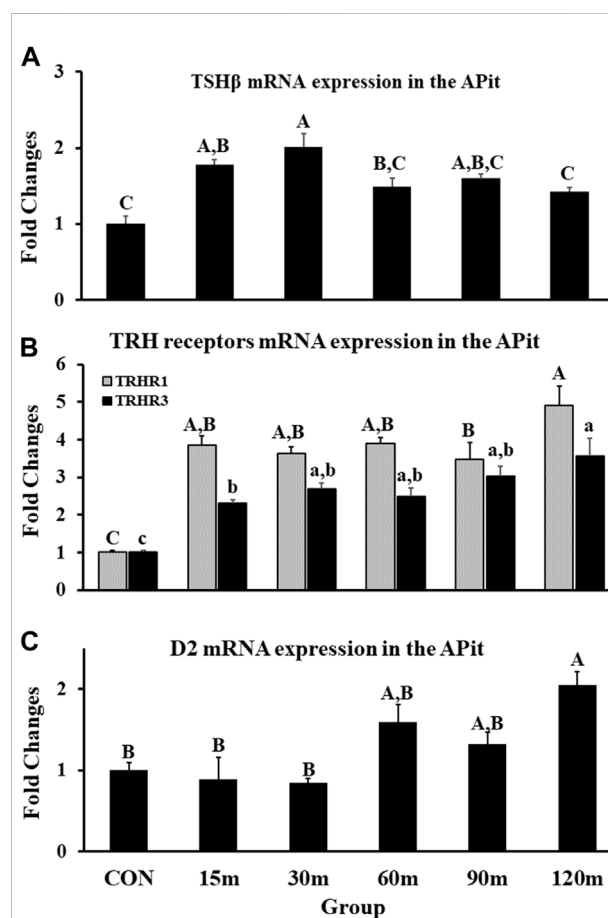 A
TSHβ mRNA expression in the APit
Fold Changes
3
2
1
0
C
A,B
A
B,C
A,B,C
C
B
TRH receptors mRNA expression in the APit
TRHR1
TRHR3
Fold Changes
6
5
4
3
2
1
0
C
c
A,B
b
A,B
a,b
A,B
a,b
B
a,b
A
a
C
D2 mRNA expression in the APit
Fold Changes
2
1
0
B
B
B
A,B
A,B
A
CON
15m
30m
60m
90m
120m
Group